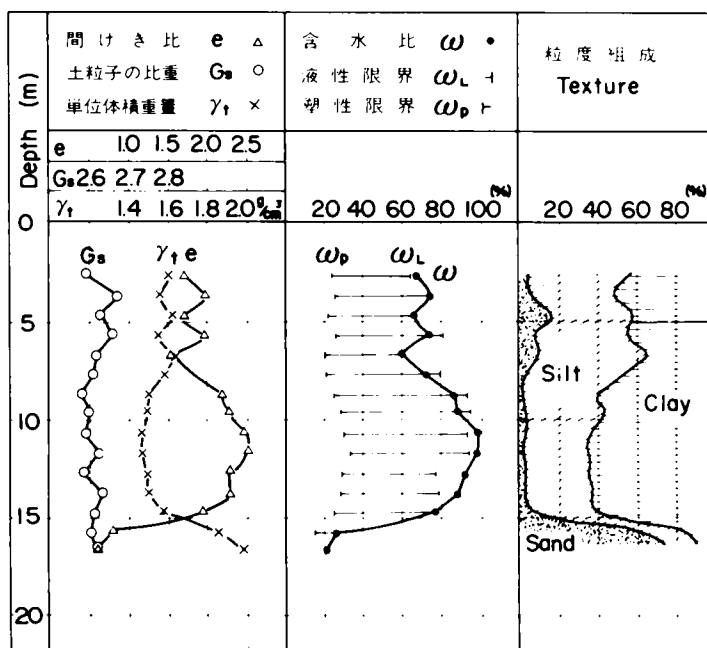 間げき比 e △
土粒子の比重 Gs ○
単位体積重量 γt ×
含水比 ω ●
液性限界 ωL ⊣
塑性限界 ωp ⊢
粒度組成
Texture
Depth (m)
e 1.0 1.5 2.0 2.5
Gs 2.6 2.7 2.8
γt 1.4 1.6 1.8 2.0 g/cm³
(%)
20 40 60 80 100
(%)
20 40 60 80
0
5
10
15
20
Gs γt e
ωp ωL ω
Silt
Clay
Sand